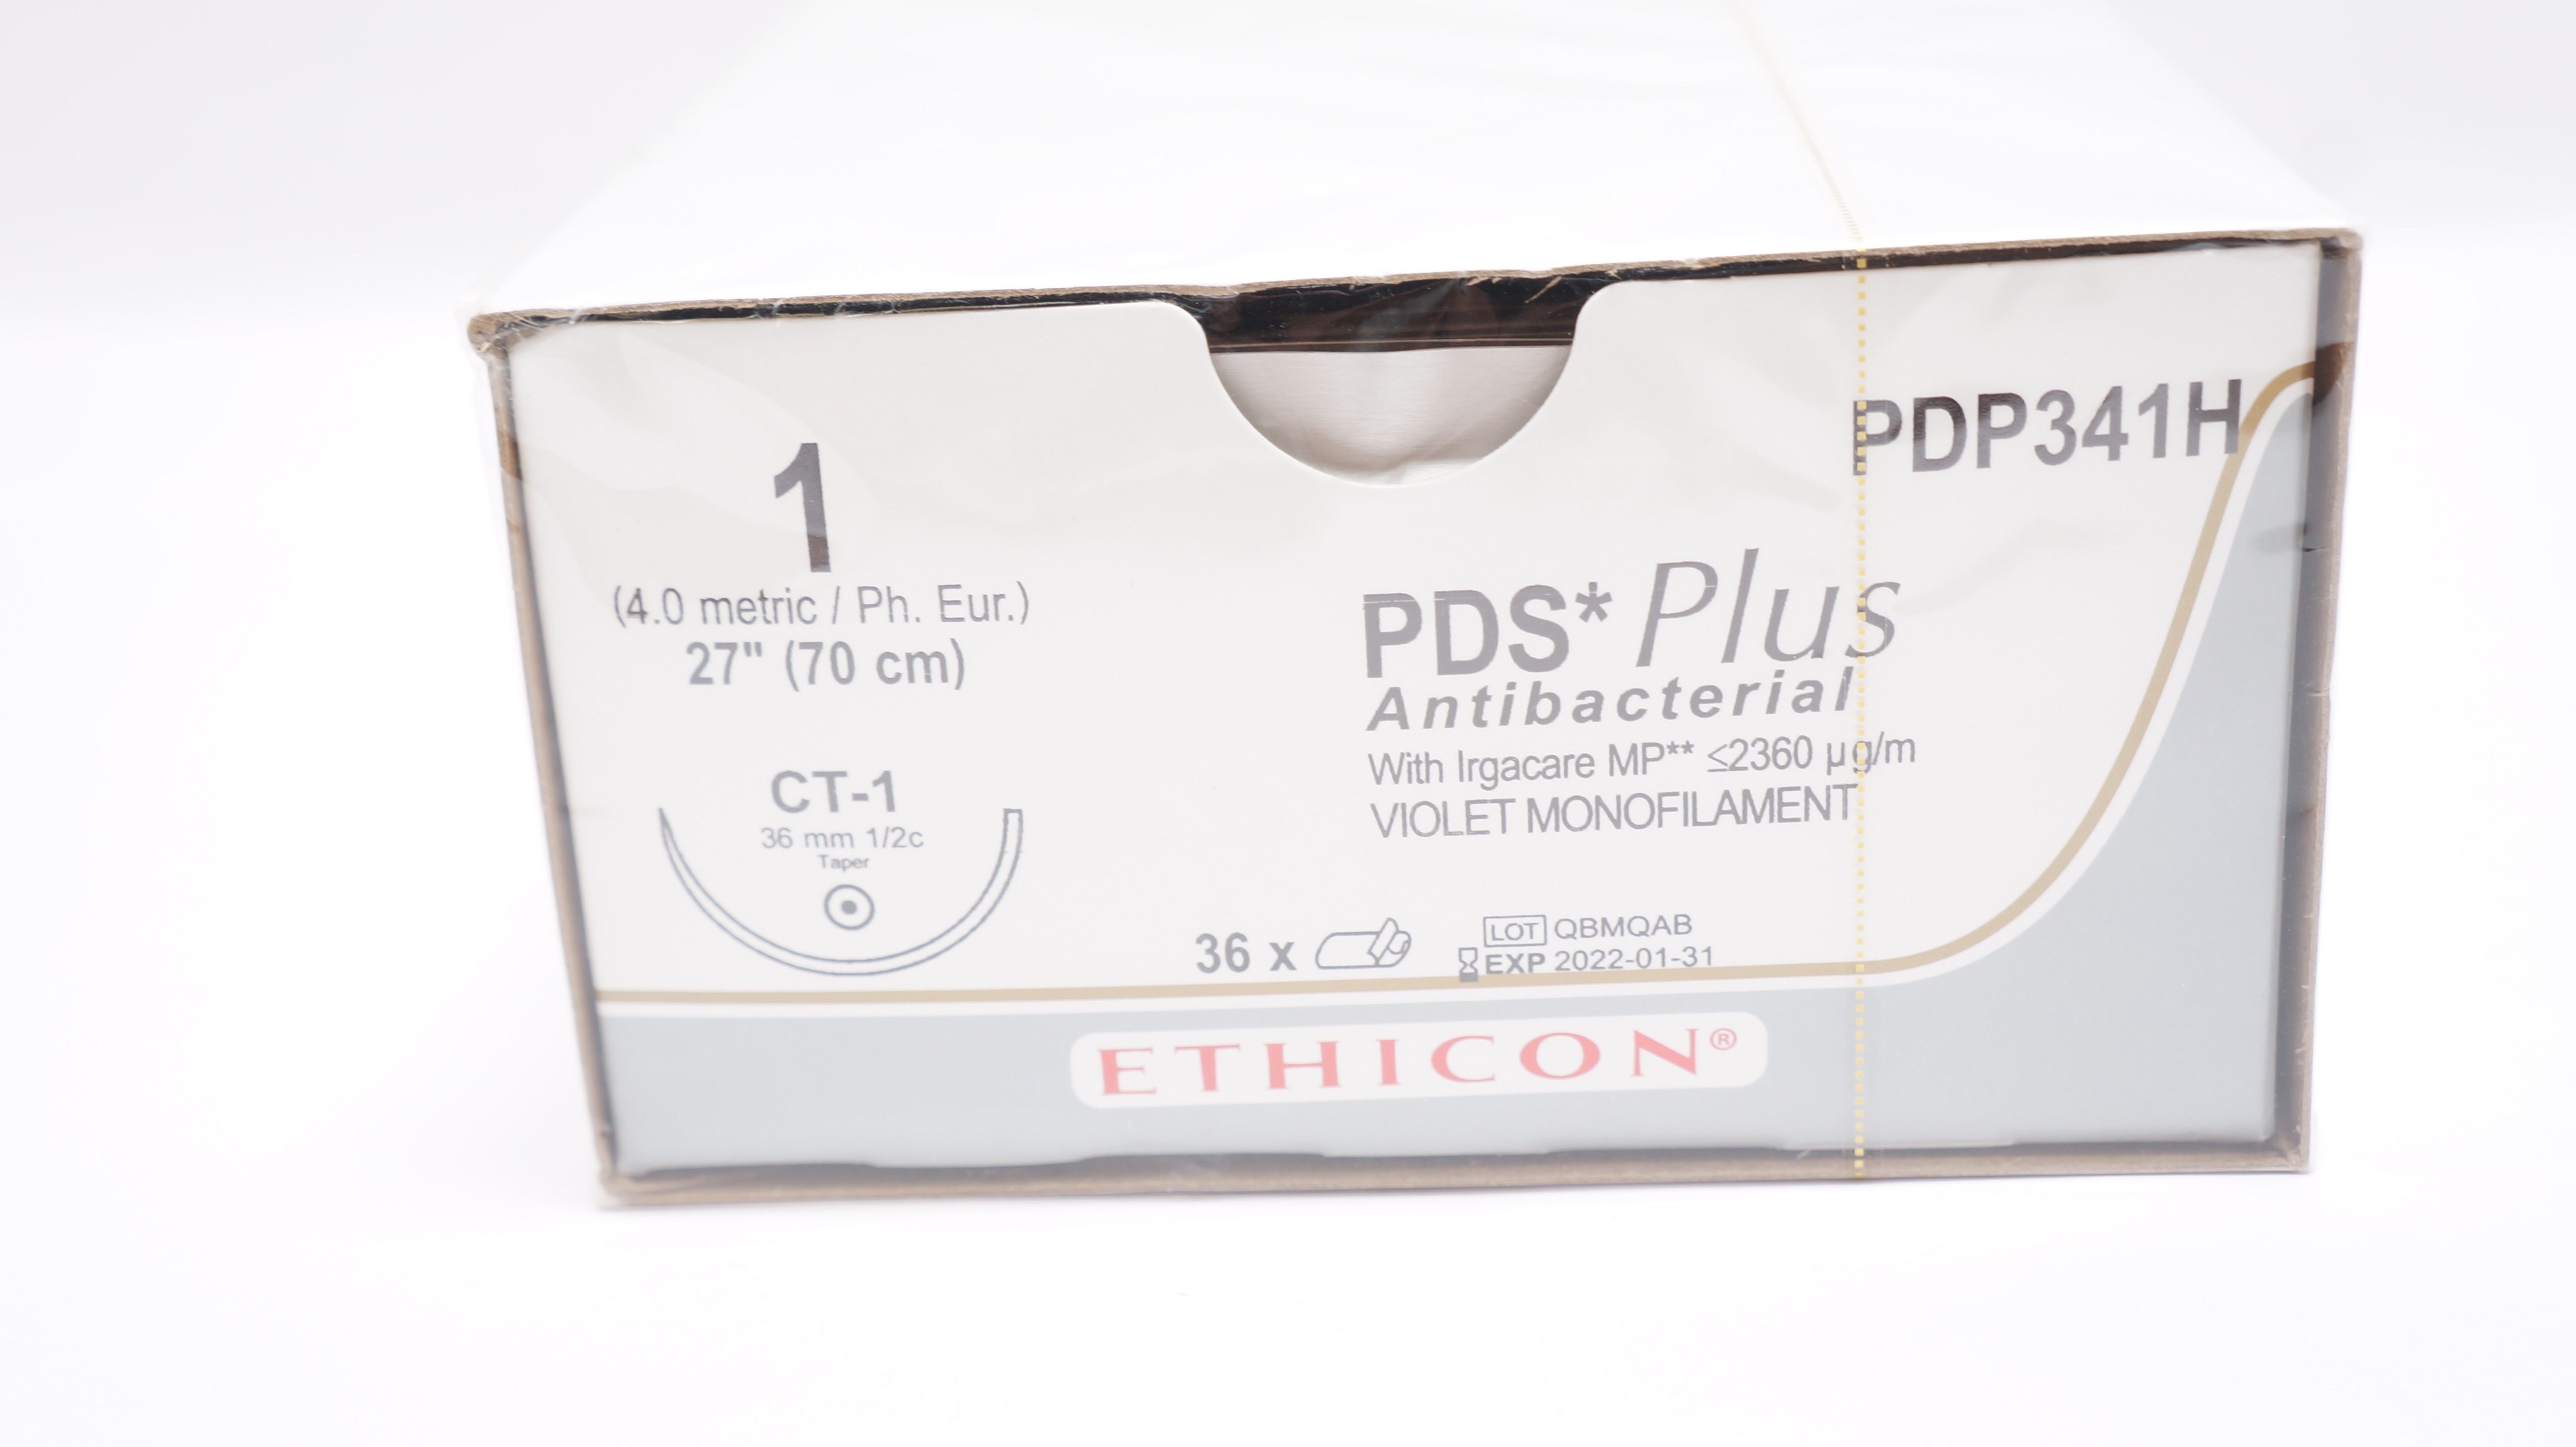 PDP341H
1
(4.0 metric / Ph. Eur.)
27" (70 cm)
CT-1
36 mm 1/2c
Taper
PDS* Plus
Antibacterial
With Irgacare MP** ≤2360 µg/m
VIOLET MONOFILAMENT
36 x
LOT QBMQAB
EXP 2022-01-31
ETHICON®